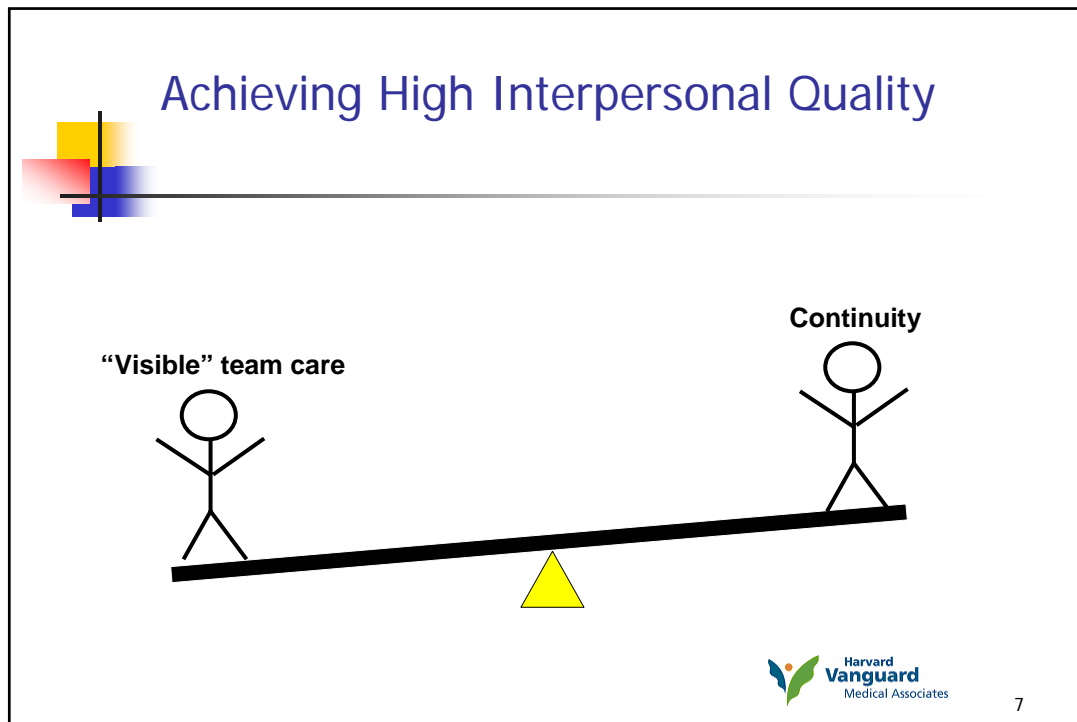 Achieving High Interpersonal Quality
Continuity
“Visible” team care
Harvard
Vanguard
Medical Associates
7